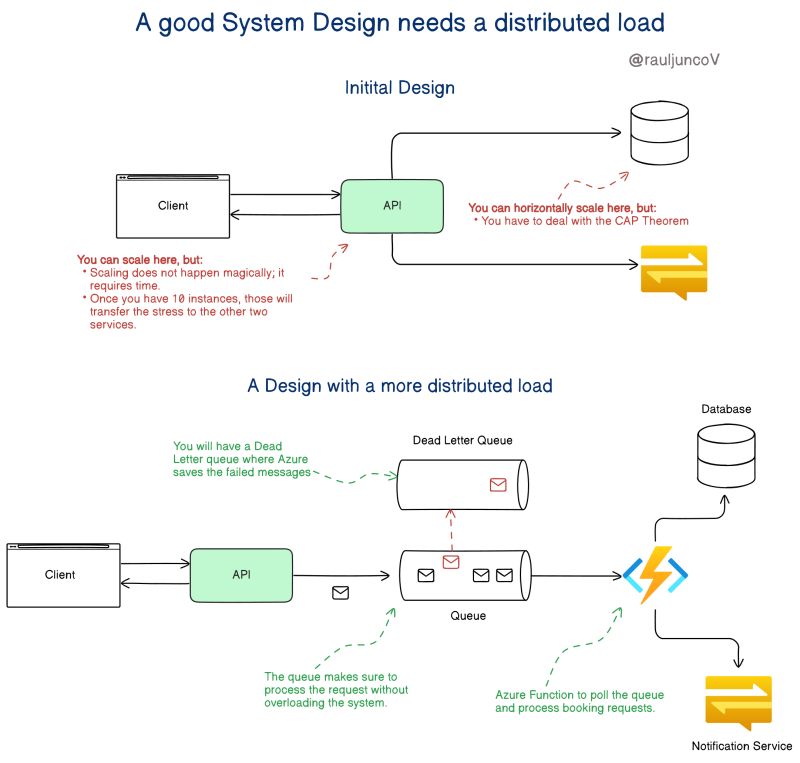 A good System Design needs a distributed load
@rauljuncoV
Initital Design
Client
API
You can horizontally scale here, but:
• You have to deal with the CAP Theorem
You can scale here, but:
• Scaling does not happen magically; it
requires time.
• Once you have 10 instances, those will
transfer the stress to the other two
services.
A Design with a more distributed load
Database
You will have a Dead
Letter queue where Azure
saves the failed messages
Dead Letter Queue
Client
API
Queue
The queue makes sure to
process the request without
overloading the system.
Azure Function to poll the queue
and process booking requests.
Notification Service